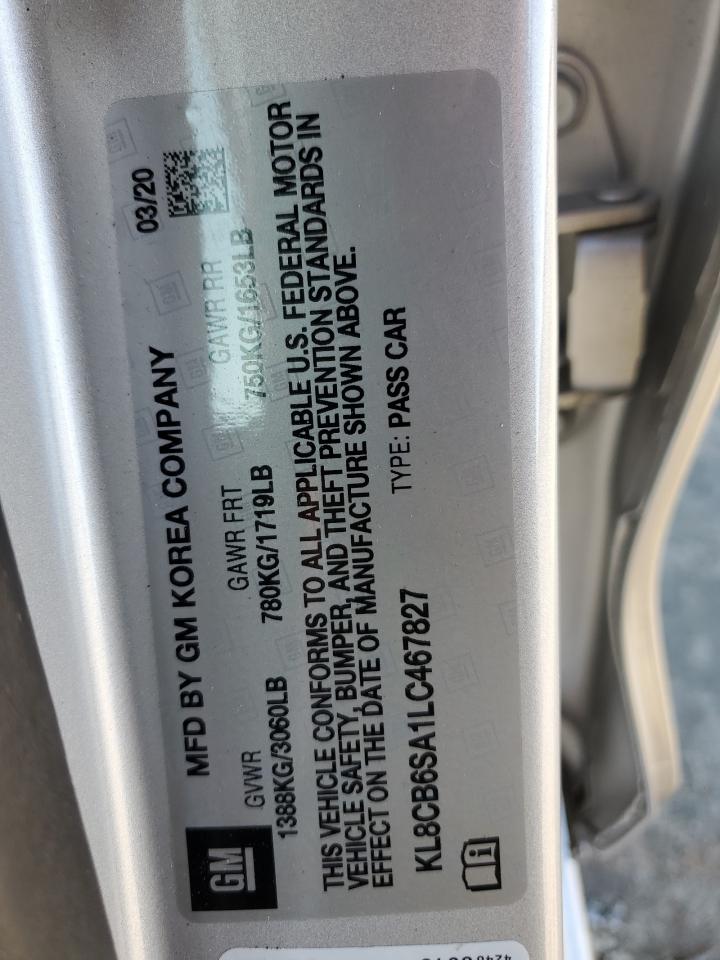 MFD BY GM KOREA COMPANY 03/20
GM
GVWR GAWR FRT GAWR RR
1388KG/3060LB 780KG/1719LB 750KG/1653LB
THIS VEHICLE CONFORMS TO ALL APPLICABLE U.S. FEDERAL MOTOR
VEHICLE SAFETY, BUMPER, AND THEFT PREVENTION STANDARDS IN
EFFECT ON THE DATE OF MANUFACTURE SHOWN ABOVE.
KL8CB6SA1LC467827 TYPE: PASS CAR